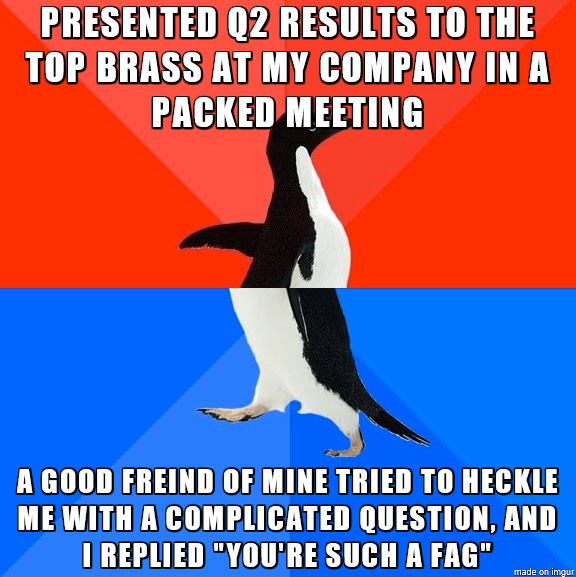 PRESENTED Q2 RESULTS TO THE
TOP BRASS AT MY COMPANY IN A
PACKED MEETING
A GOOD FREIND OF MINE TRIED TO HECKLE
ME WITH A COMPLICATED QUESTION, AND
I REPLIED "YOU'RE SUCH A FAG"
made on imgur